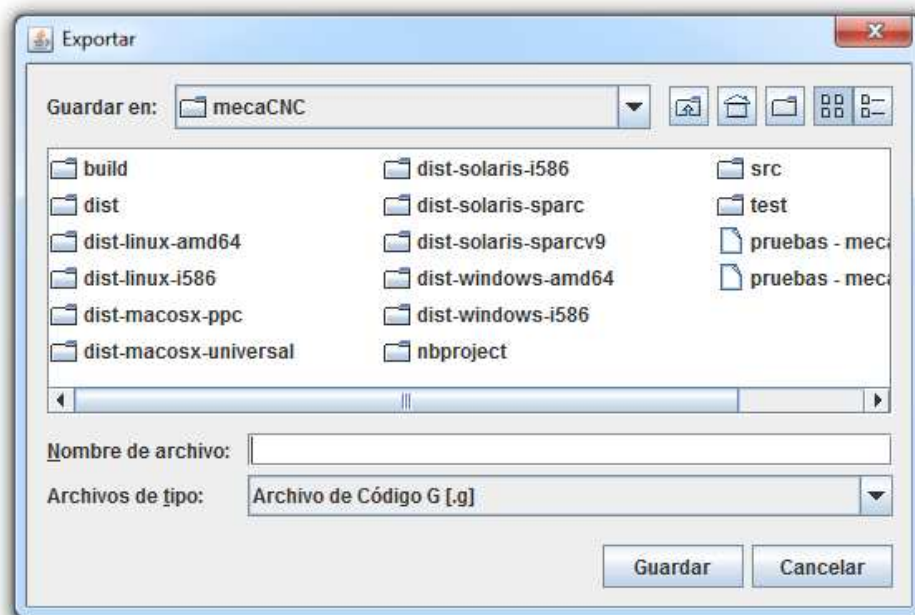 Exportar
Guardar en: mecaCNC
build
dist
dist-linux-amd64
dist-linux-i586
dist-macosx-ppc
dist-macosx-universal
dist-solaris-i586
dist-solaris-sparc
dist-solaris-sparcv9
dist-windows-amd64
dist-windows-i586
nbproject
src
test
pruebas - meca
pruebas - meca
Nombre de archivo:
Archivos de tipo: Archivo de Código G [.g]
Guardar Cancelar